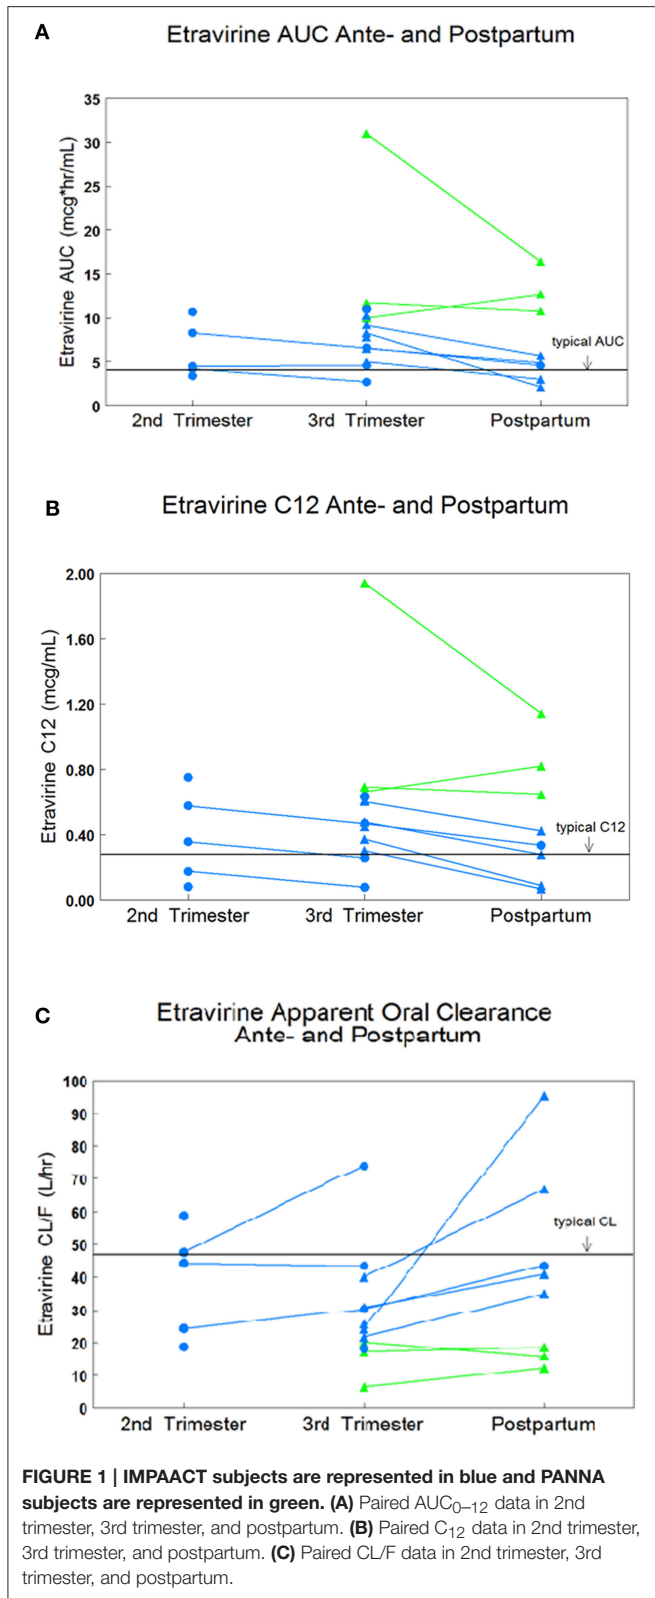 A
Etravirine AUC Ante- and Postpartum
Etravirine AUC (mcg*hr/mL)
35
30
25
20
15
10
5
0
typical AUC
2nd Trimester
3rd Trimester
Postpartum
B
Etravirine C12 Ante- and Postpartum
Etravirine C12 (mcg/mL)
2.00
1.60
1.20
0.80
0.40
0.00
typical C12
2nd Trimester
3rd Trimester
Postpartum
C
Etravirine Apparent Oral Clearance
Ante- and Postpartum
Etravirine CL/F (L/hr)
100
90
80
70
60
50
40
30
20
10
0
typical CL
2nd Trimester
3rd Trimester
Postpartum
FIGURE 1 | IMPAACT subjects are represented in blue and PANNA
subjects are represented in green. (A) Paired AUC0–12 data in 2nd
trimester, 3rd trimester, and postpartum. (B) Paired C12 data in 2nd trimester,
3rd trimester, and postpartum. (C) Paired CL/F data in 2nd trimester, 3rd
trimester, and postpartum.